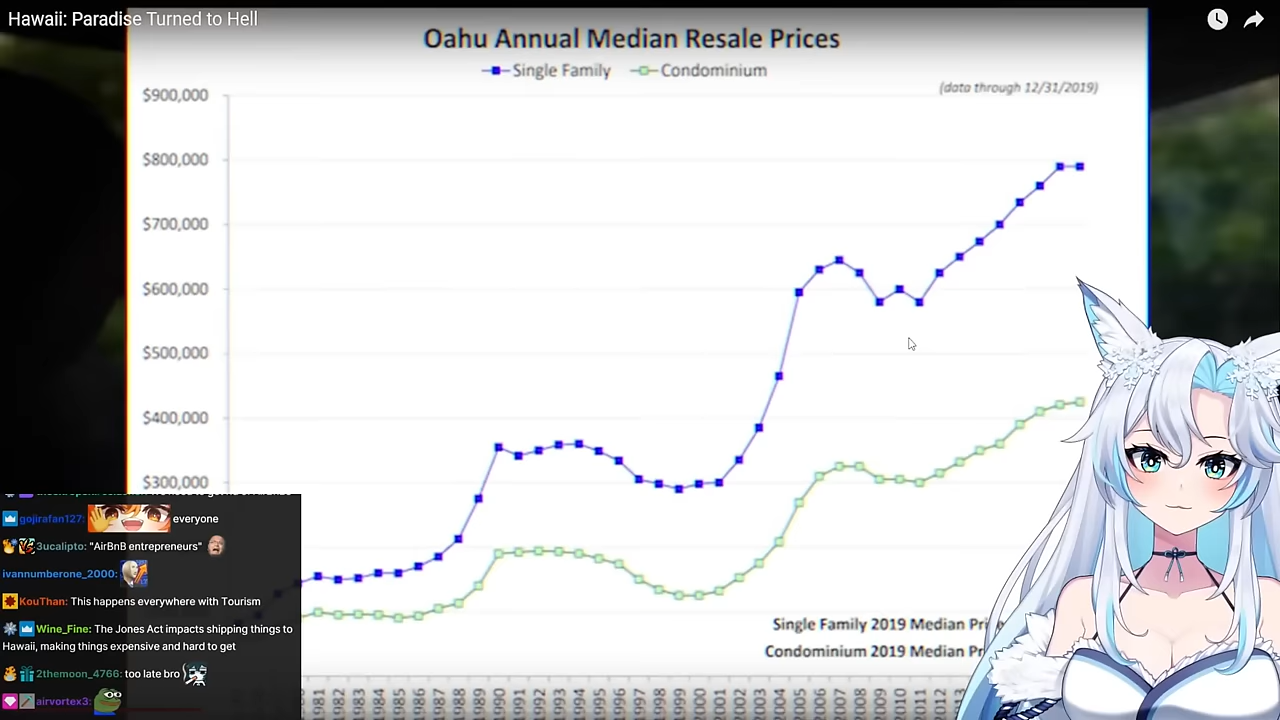 Hawaii: Paradise Turned to Hell
Oahu Annual Median Resale Prices
Single Family Condominium
(data through 12/31/2019)
$900,000
$800,000
$700,000
$600,000
$500,000
$400,000
$300,000
gojirafan127: everyone
3ucalipto: "AirBnB entrepreneurs"
ivannumberone_2000:
KouThan: This happens everywhere with Tourism
Wine_Fine: The Jones Act impacts shipping things to
Hawaii, making things expensive and hard to get
2themoon_4766: too late bro
airvortex3:
Single Family 2019 Median
Condominium 2019 Median
1981 1982 1983 1984 1985 1986 1987 1988 1989 1990 1991 1992 1993 1994 1995 1996 1997 1998 1999 2000 2001 2002 2003 2004 2005 2006 2007 2008 2009 2010 2011 2012